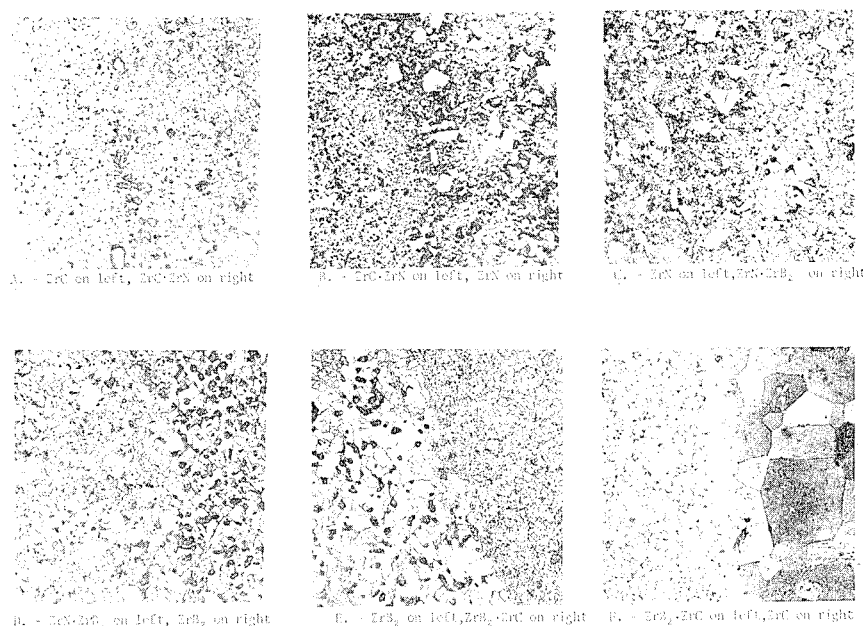 A. - ZrC on left, ZrC·ZrN on right
B. - ZrC·ZrN on left, ZrN on right
C. - ZrN on left,ZrN·ZrB₂ on right
D. - ZrN·ZrB₂ on left, ZrB₂ on right
E. - ZrB₂ on left,ZrB₂·ZrC on right
F. - ZrB₂·ZrC on left,ZrC on right